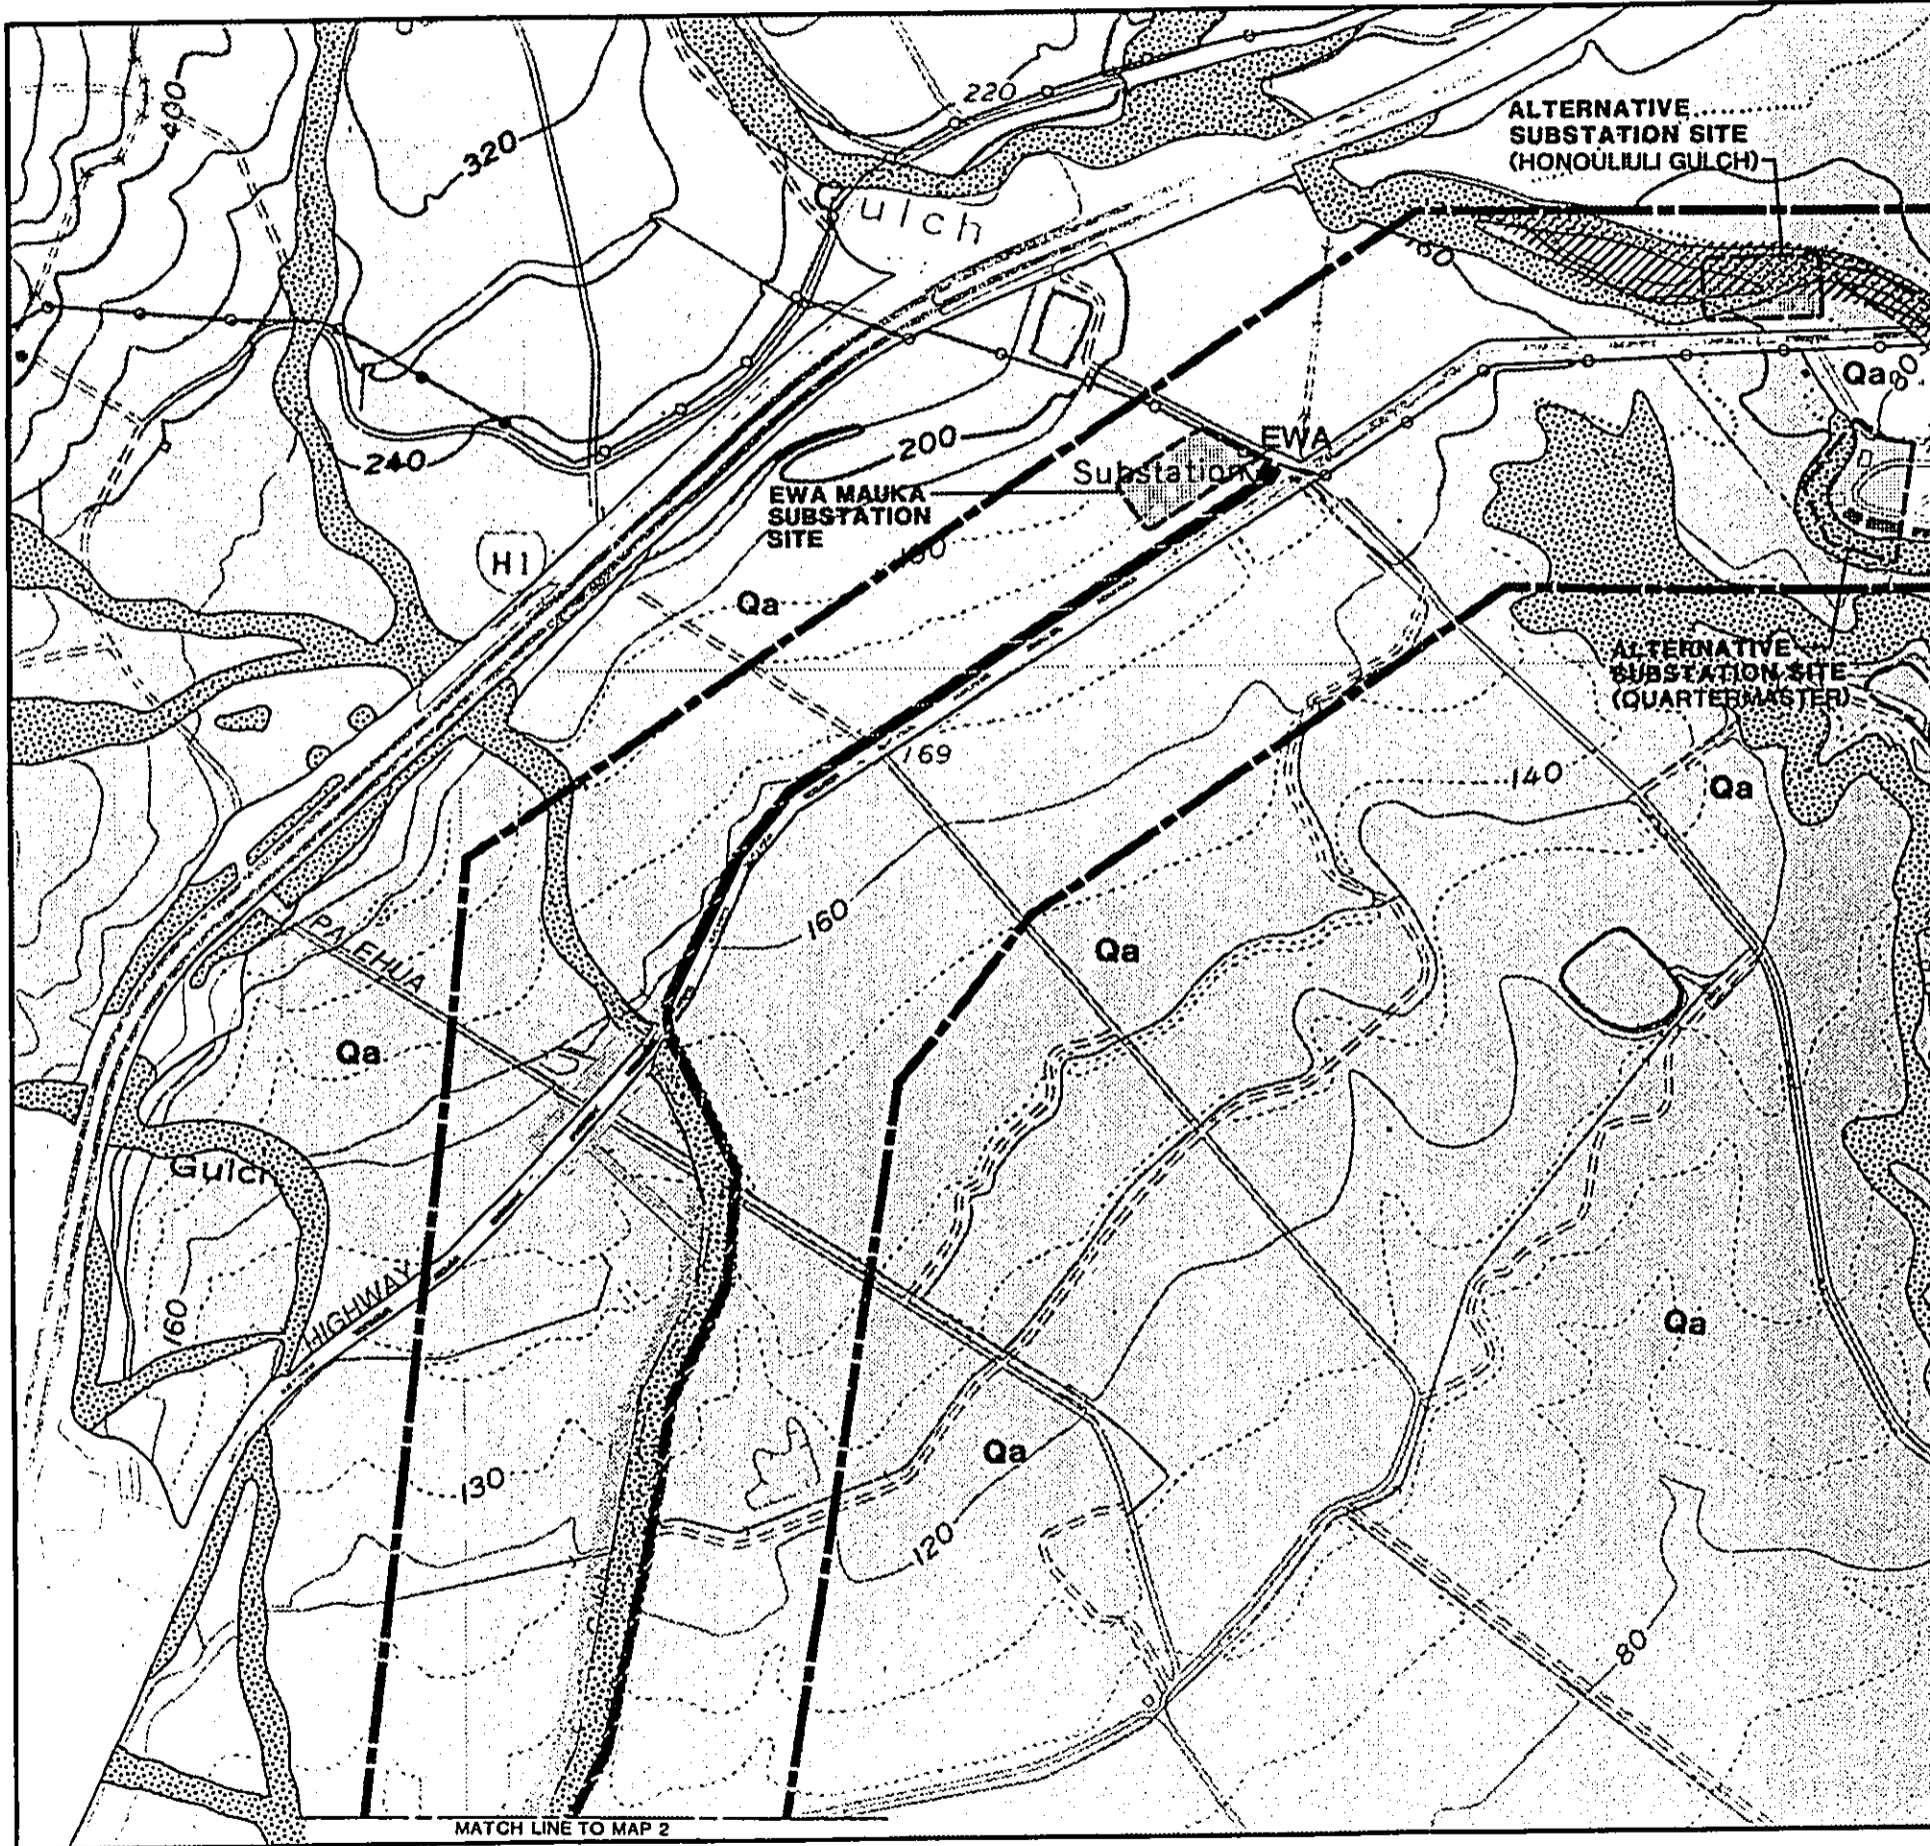 400
320
220
ALTERNATIVE
SUBSTATION SITE
(HONOULIULI GULCH)
Gulch
Qa
80
240
200
EWA
Substation
EWA MAUKA
SUBSTATION
SITE
H1
Qa
ALTERNATIVE
SUBSTATION SITE
(QUARTERMASTER)
169
140
Qa
160
Qa
PALEHUA
Qa
Gulch
160
HIGHWAY
Qa
130
Qa
120
80
MATCH LINE TO MAP 2